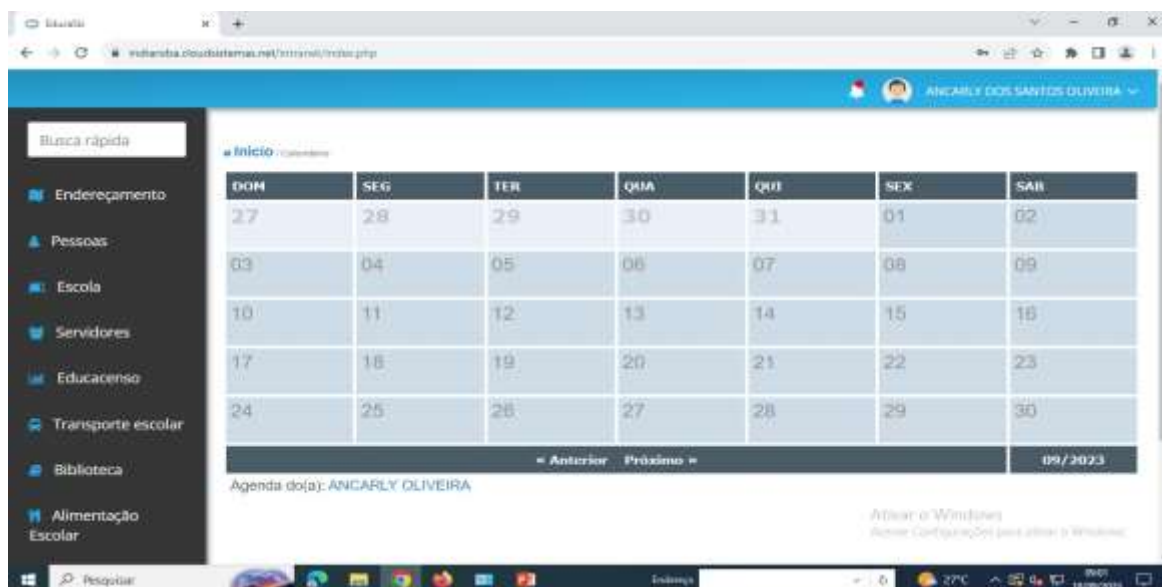 ANCARLY DOS SANTOS OLIVEIRA
Busca rápida
Início
Endereçamento
Pessoas
Escola
Servidores
Educacenso
Transporte escolar
Biblioteca
Alimentação
Escolar
DOM SEG TER QUA QUI SEX SAB
27 28 29 30 31 01 02
03 04 05 06 07 08 09
10 11 12 13 14 15 16
17 18 19 20 21 22 23
24 25 26 27 28 29 30
« Anterior Próximo » 09/2023
Agenda do(a): ANCARLY OLIVEIRA
Ativar o Windows
Pesquisar
Endereço
27°C